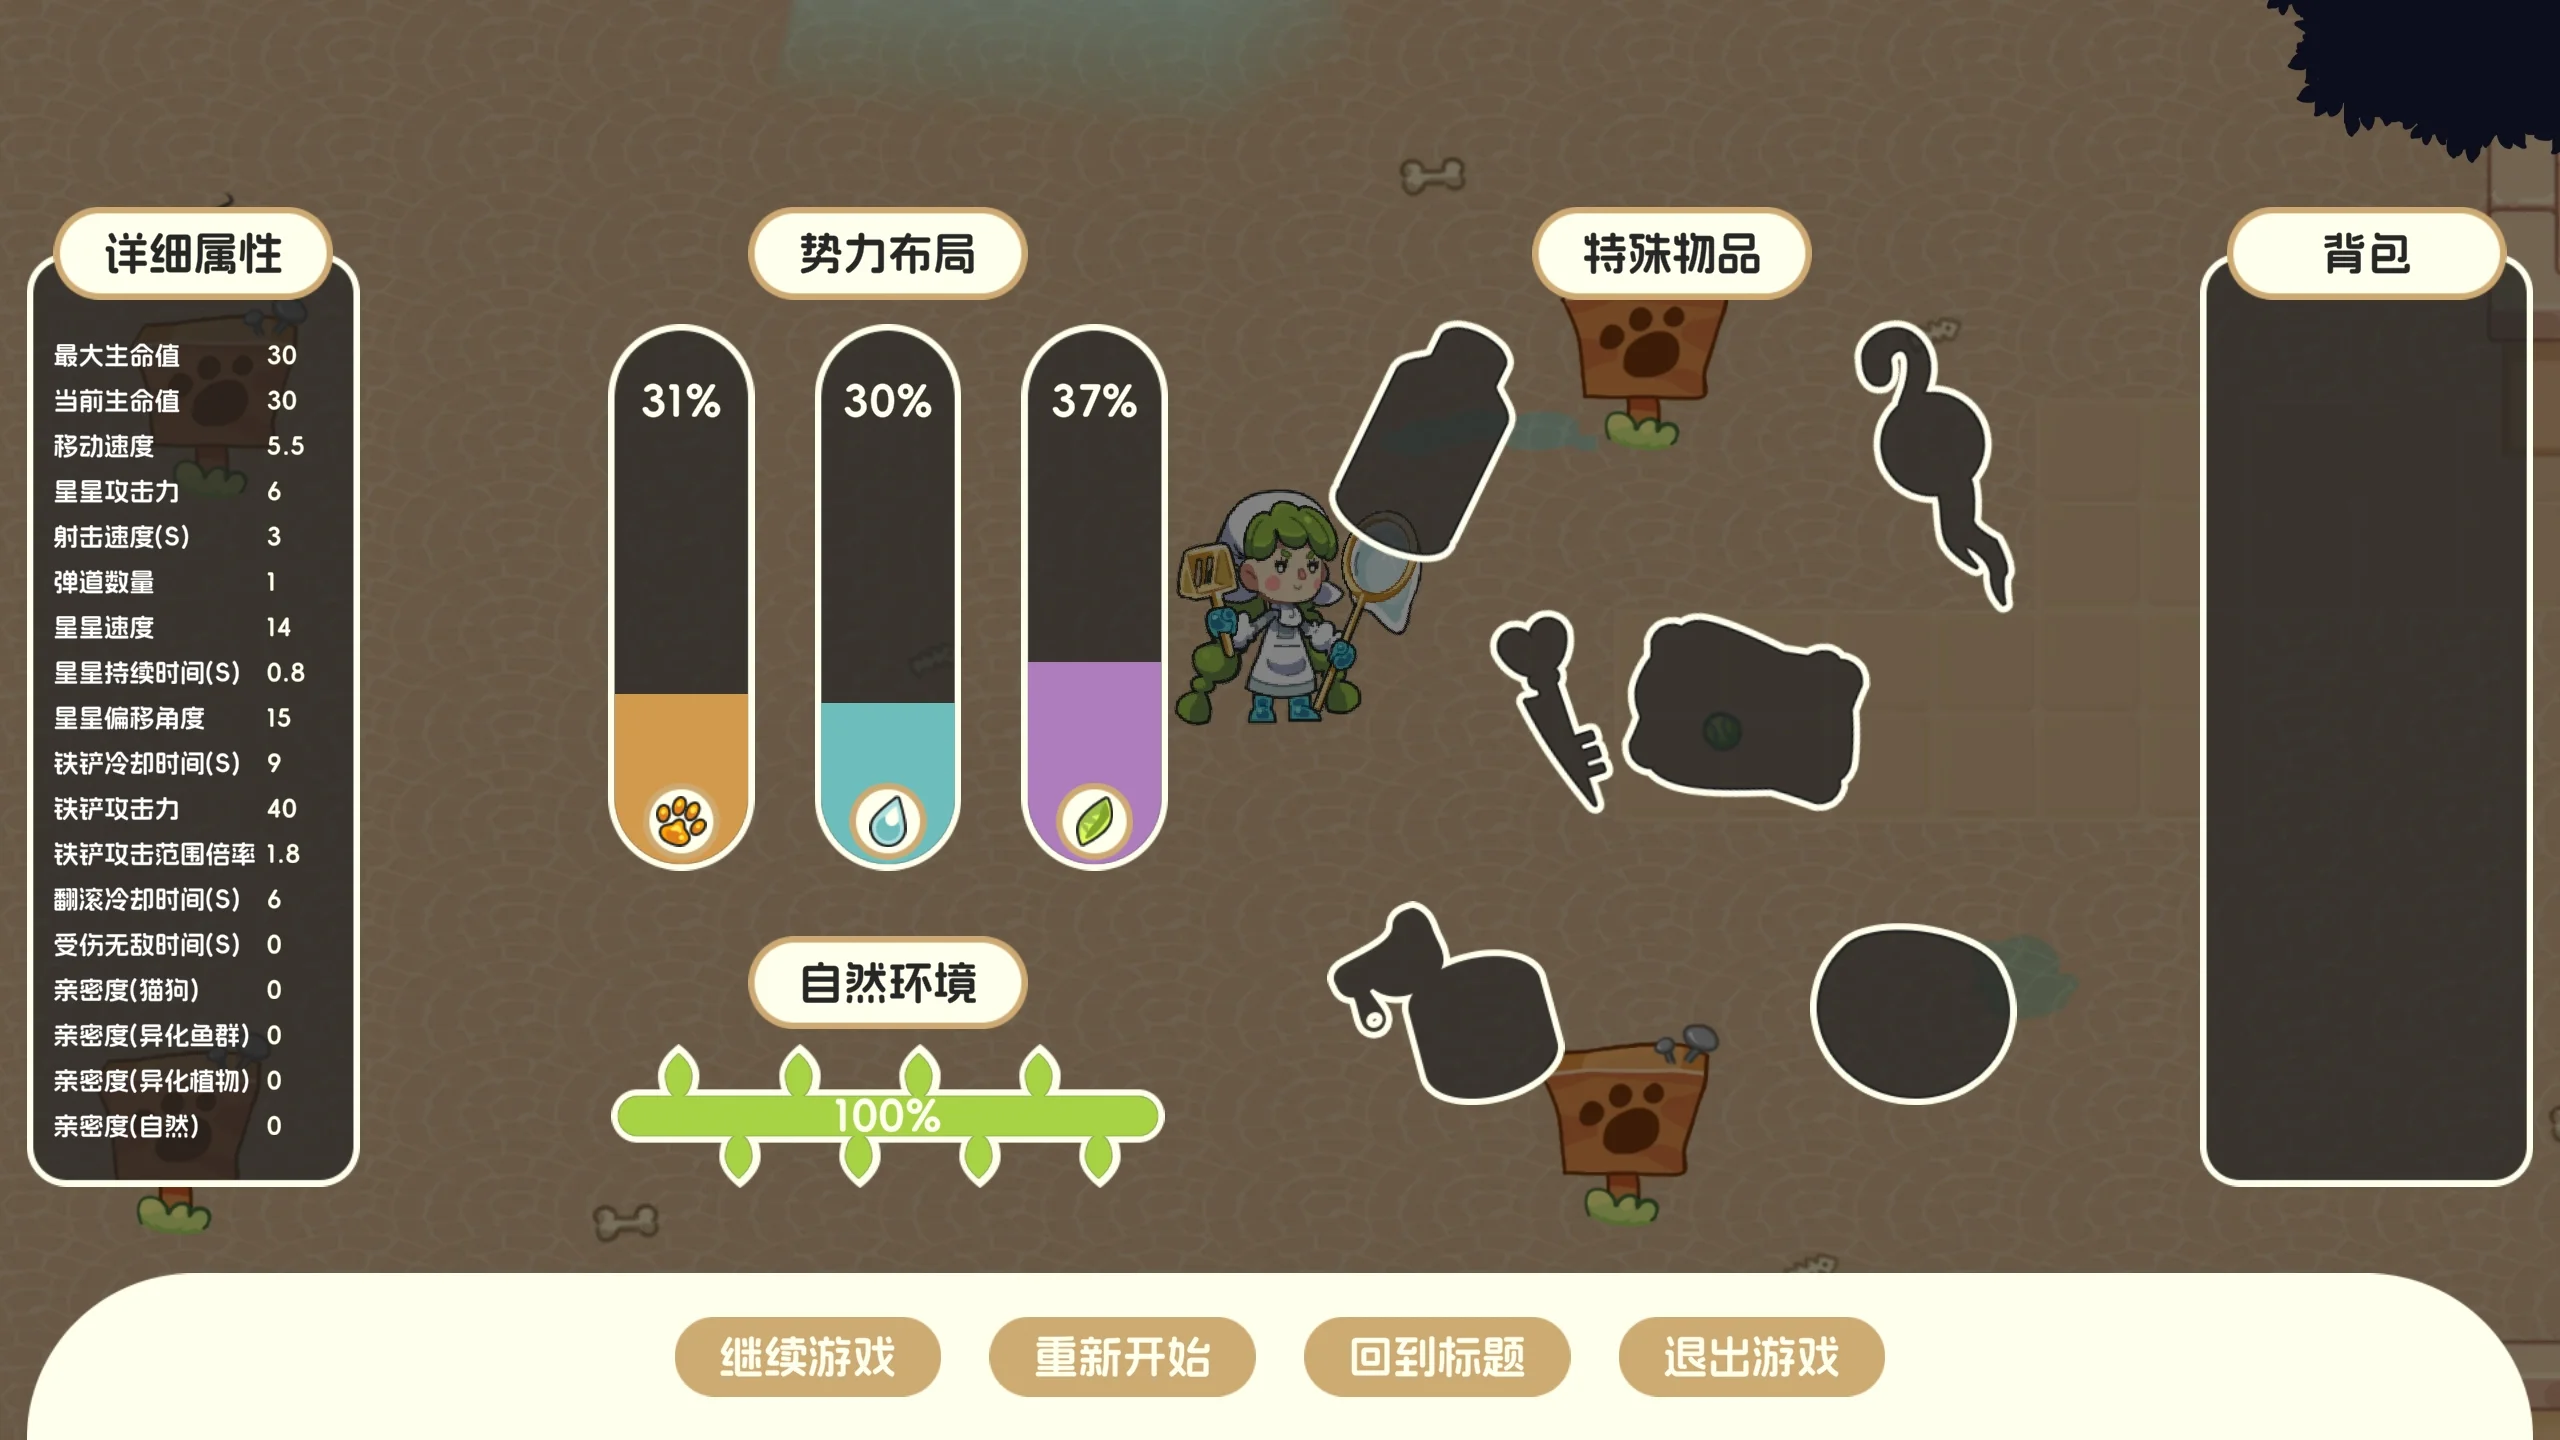 详细属性
最大生命值 30
当前生命值 30
移动速度 5.5
星星攻击力 6
射击速度(S) 3
弹道数量 1
星星速度 14
星星持续时间(S) 0.8
星星偏移角度 15
铁铲冷却时间(S) 9
铁铲攻击力 40
铁铲攻击范围倍率 1.8
翻滚冷却时间(S) 6
受伤无敌时间(S) 0
亲密度(猫狗) 0
亲密度(异化鱼群) 0
亲密度(异化植物) 0
亲密度(自然) 0
势力布局
31% 30% 37%
自然环境
100%
特殊物品
背包
继续游戏 重新开始 回到标题 退出游戏